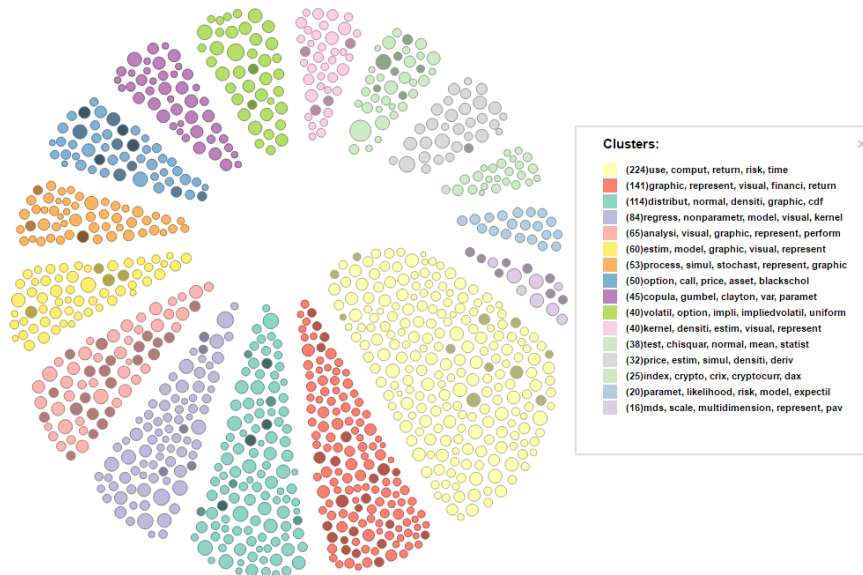 Clusters:
(224)use, comput, return, risk, time
(141)graphic, represent, visual, financi, return
(114)distribut, normal, densiti, graphic, cdf
(84)regress, nonparametr, model, visual, kernel
(65)analysi, visual, graphic, represent, perform
(60)estim, model, graphic, visual, represent
(53)process, simul, stochast, represent, graphic
(50)option, call, price, asset, blackschol
(45)copula, gumbel, clayton, var, paramet
(40)volatil, option, impli, impliedvolatil, uniform
(40)kernel, densiti, estim, visual, represent
(38)test, chisquar, normal, mean, statist
(32)price, estim, simul, densiti, deriv
(25)index, crypto, crix, cryptocurr, dax
(20)paramet, likelihood, risk, model, expectil
(16)mds, scale, multidimension, represent, pav